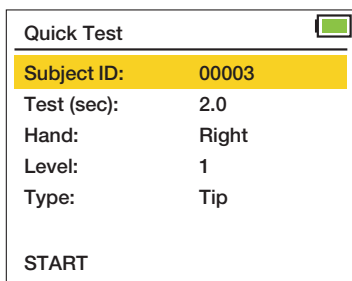 Quick Test
Subject ID: 00003
Test (sec): 2.0
Hand: Right
Level: 1
Type: Tip
START